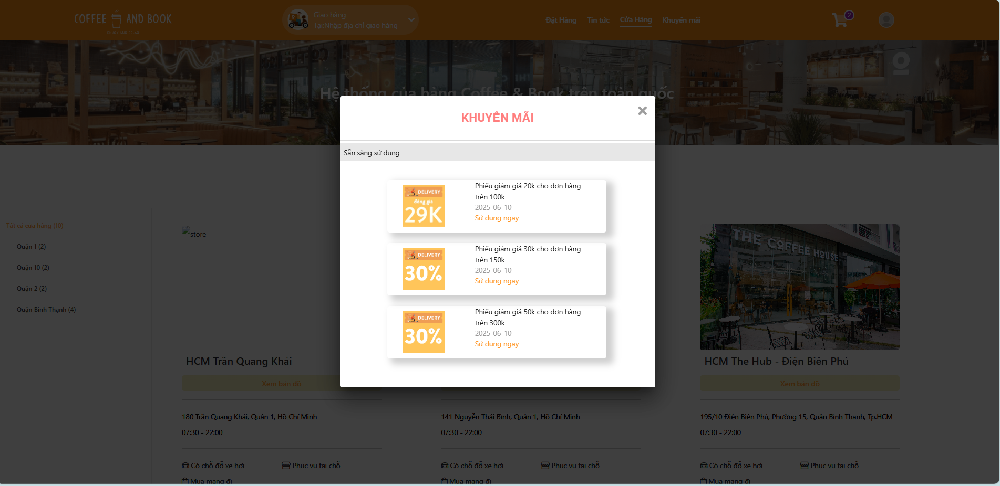 COFFEE AND BOOK
ENJOY AND RELAX
Giao hàng
Tại:Nhập địa chỉ giao hàng
Đặt Hàng
Tin tức
Cửa Hàng
Khuyến mãi
2
Hệ thống của hàng Coffee & Book trên toàn quốc
KHUYẾN MÃI
Sẵn sàng sử dụng
DELIVERY
đồng giá
29K
Phiếu giảm giá 20k cho đơn hàng
trên 100k
2025-06-10
Sử dụng ngay
DELIVERY
30%
Phiếu giảm giá 30k cho đơn hàng
trên 150k
2025-06-10
Sử dụng ngay
DELIVERY
30%
Phiếu giảm giá 50k cho đơn hàng
trên 300k
2025-06-10
Sử dụng ngay
Tất cả cửa hàng (10)
Quận 1 (2)
Quận 10 (2)
Quận 2 (2)
Quận Bình Thạnh (4)
store
HCM Trần Quang Khải
Xem bản đồ
180 Trần Quang Khải, Quận 1, Hồ Chí Minh
07:30 - 22:00
Có chỗ đỗ xe hơi
Phục vụ tại chỗ
Mua mang đi
141 Nguyễn Thái Bình, Quận 1, Hồ Chí Minh
07:30 - 22:00
Có chỗ đỗ xe hơi
Phục vụ tại chỗ
Mua mang đi
THE COFFEE HOUSE
HCM The Hub - Điện Biên Phủ
Xem bản đồ
195/10 Điện Biên Phủ, Phường 15, Quận Bình Thạnh, Tp.HCM
07:30 - 22:00
Có chỗ đỗ xe hơi
Phục vụ tại chỗ
Mua mang đi